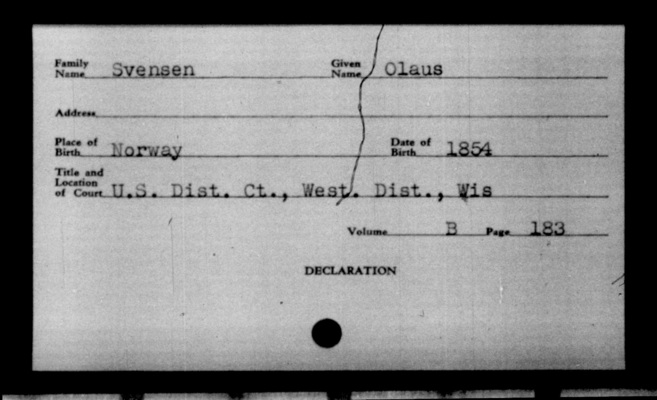 Family Name Svensen Given Name Olaus
Address
Place of Birth Norway Date of Birth 1854
Title and Location of Court U.S. Dist. Ct., West. Dist., Wis
Volume B Page 183
DECLARATION